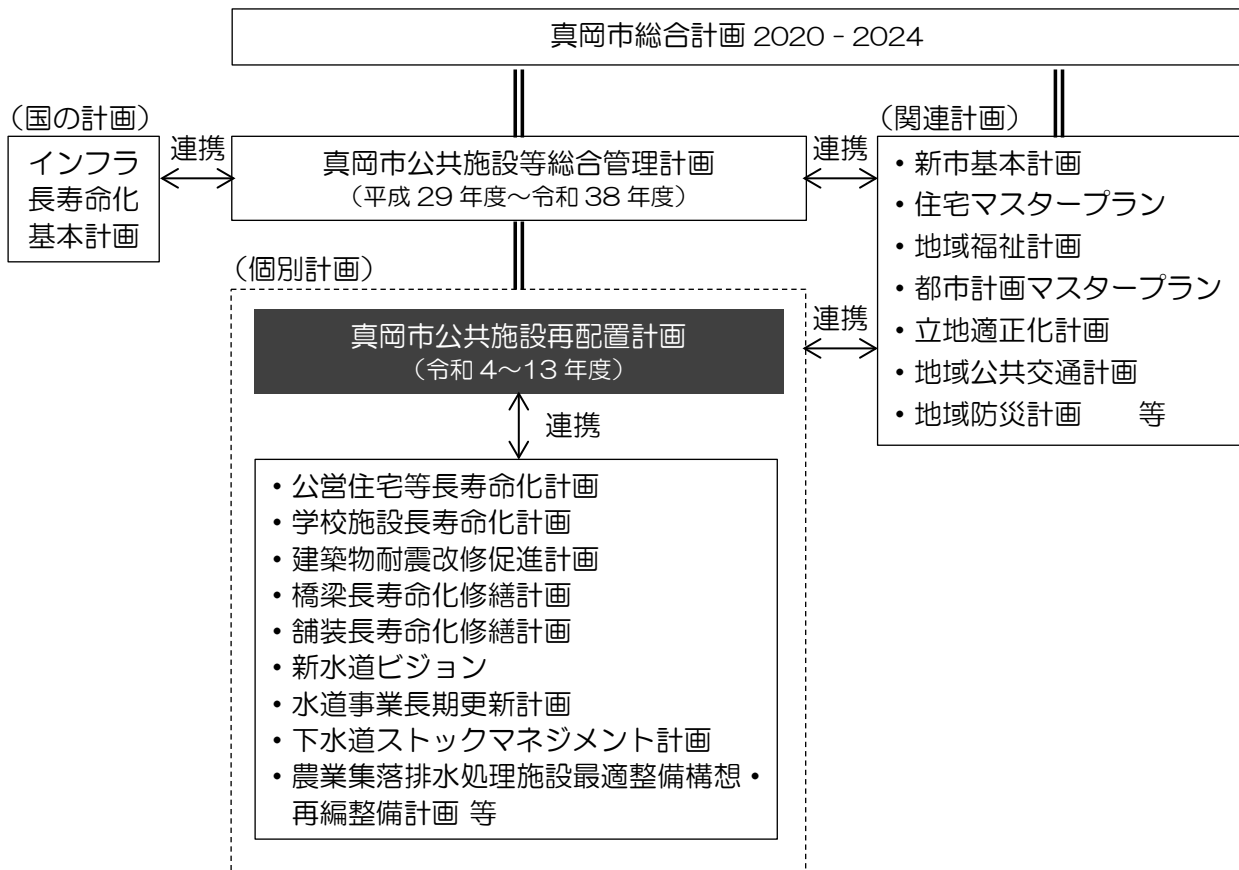 真岡市総合計画 2020 - 2024
（国の計画）
インフラ
長寿命化
基本計画
連携
真岡市公共施設等総合管理計画
（平成 29 年度～令和 38 年度）
連携
（関連計画）
・新市基本計画
・住宅マスタープラン
・地域福祉計画
・都市計画マスタープラン
・立地適正化計画
・地域公共交通計画
・地域防災計画　　等
（個別計画）
真岡市公共施設再配置計画
（令和 4～13 年度）
連携
連携
・公営住宅等長寿命化計画
・学校施設長寿命化計画
・建築物耐震改修促進計画
・橋梁長寿命化修繕計画
・舗装長寿命化修繕計画
・新水道ビジョン
・水道事業長期更新計画
・下水道ストックマネジメント計画
・農業集落排水処理施設最適整備構想・
再編整備計画 等